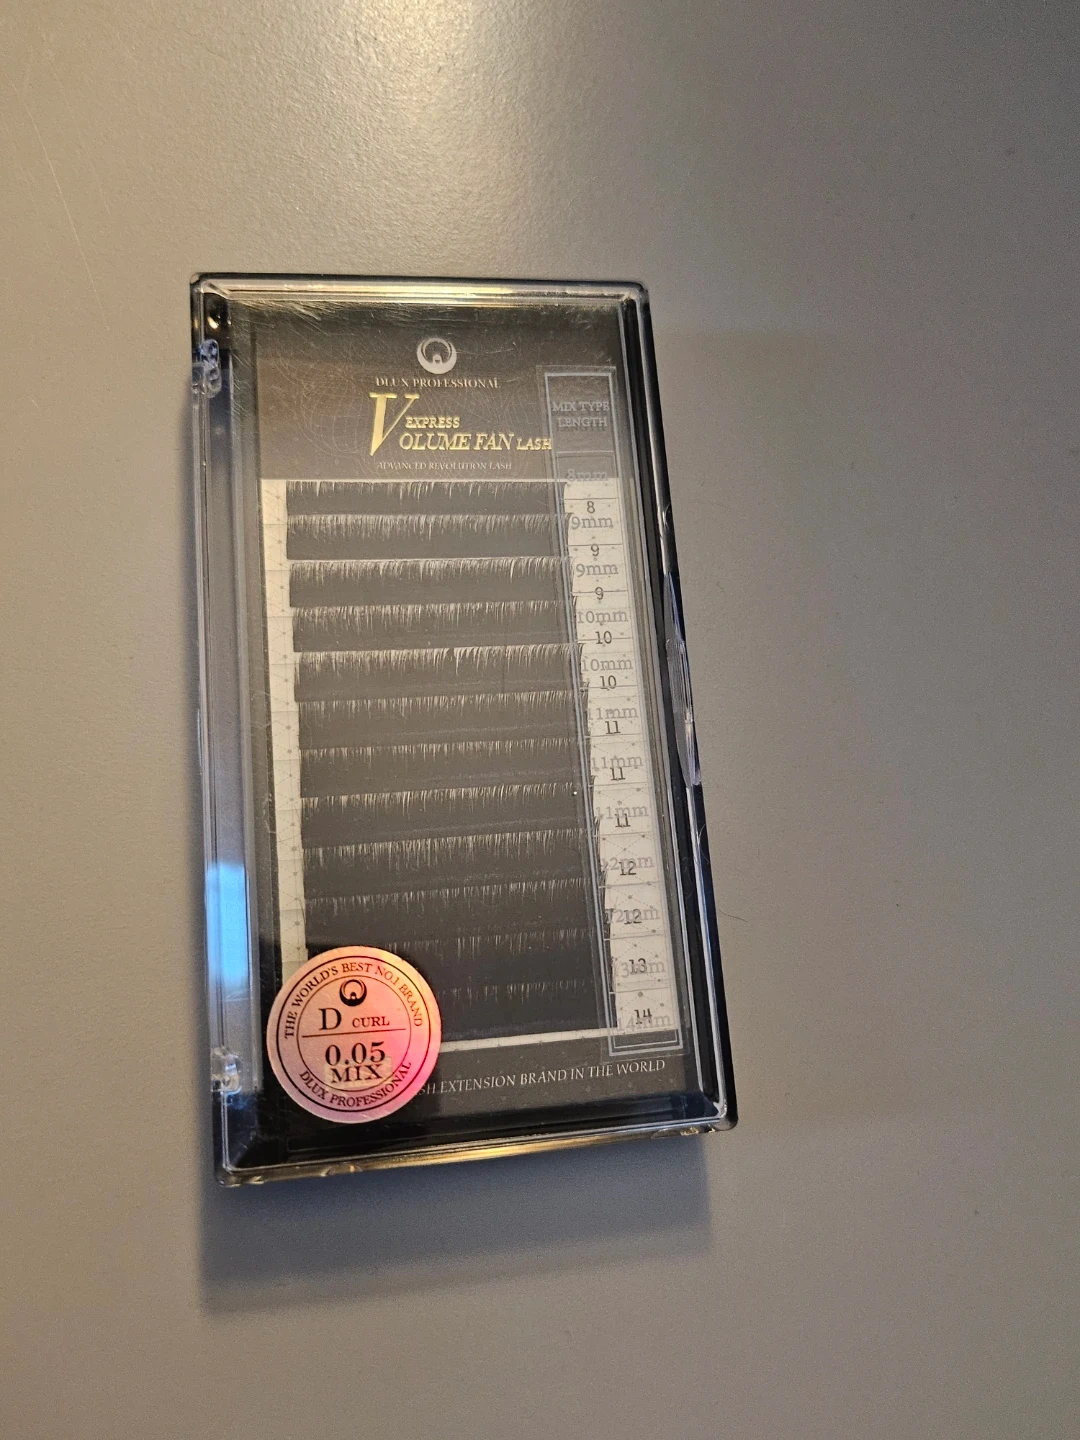 DLUX PROFESSIONAL
V EXPRESS
OLUME FAN LASH
ADVANCED REVOLUTION LASH
MIX TYPE
LENGTH
8mm
8
9mm
9
9mm
9
10mm
10
10mm
10
11mm
11
11mm
11
11mm
11
12mm
12
12mm
12
13mm
13
14
14mm
THE WORLD'S BEST NO.1 BRAND
D CURL
0.05
MIX
DLUX PROFESSIONAL
SH EXTENSION BRAND IN THE WORLD